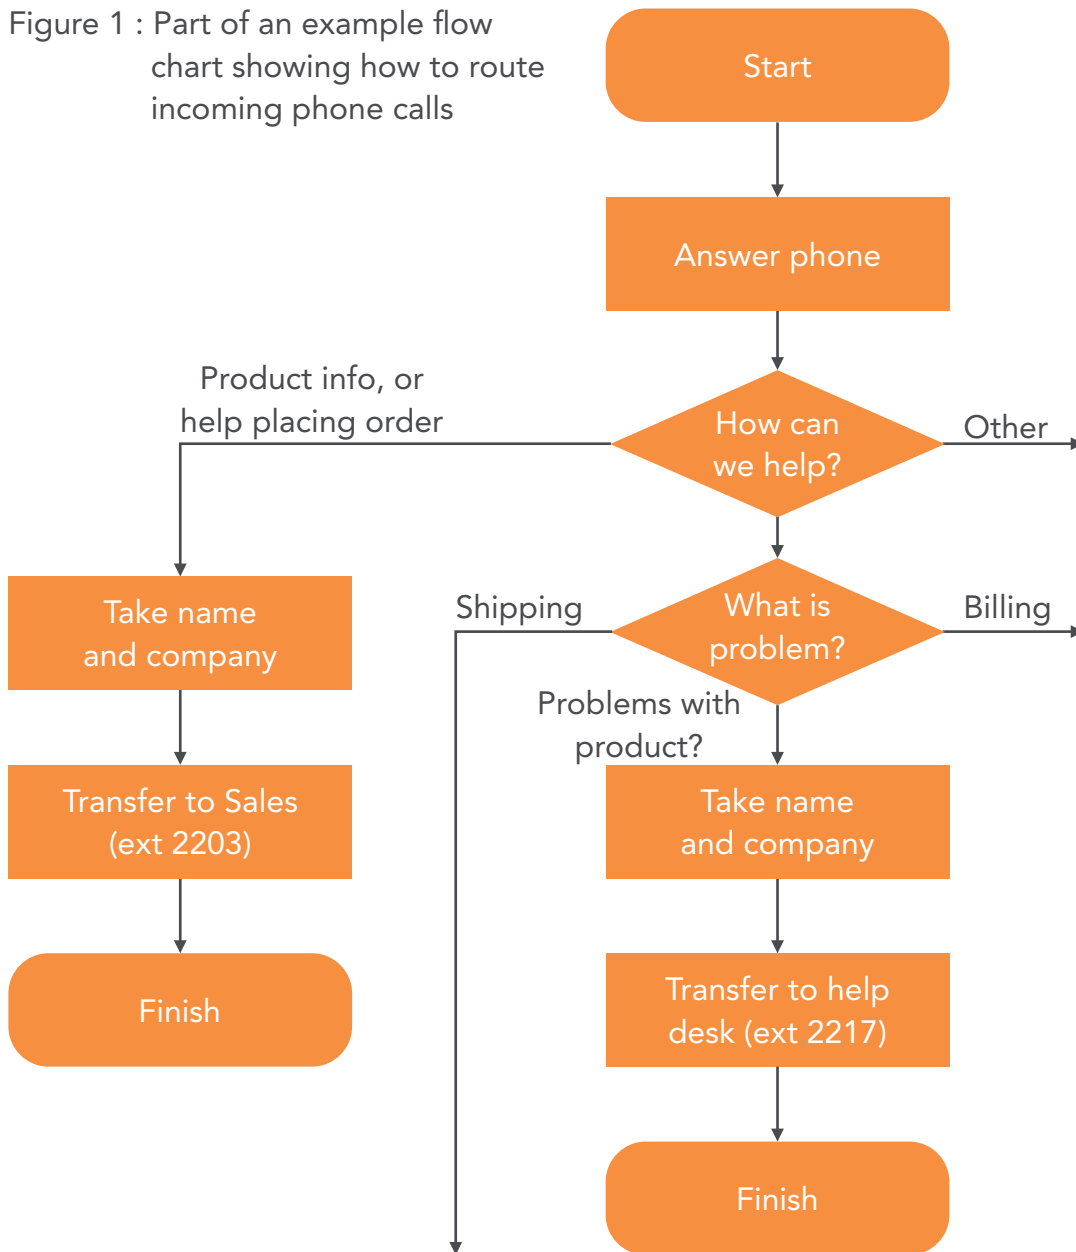 Figure 1 : Part of an example flow
chart showing how to route
incoming phone calls
Start
Answer phone
Product info, or
help placing order
How can
we help?
Other
Take name
and company
Shipping
What is
problem?
Billing
Problems with
product?
Transfer to Sales
(ext 2203)
Take name
and company
Finish
Transfer to help
desk (ext 2217)
Finish